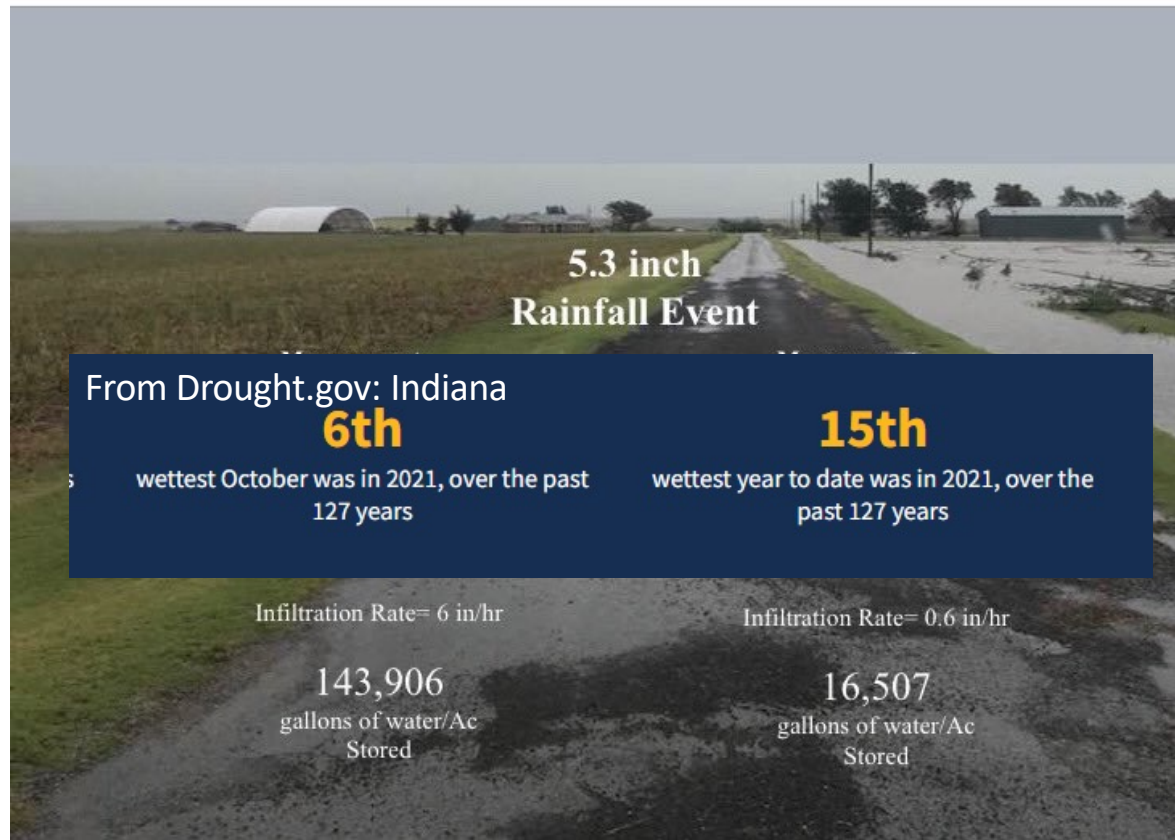 5.3 inch
Rainfall Event
From Drought.gov: Indiana
6th
wettest October was in 2021, over the past
127 years
15th
wettest year to date was in 2021, over the
past 127 years
Infiltration Rate= 6 in/hr
143,906
gallons of water/Ac
Stored
Infiltration Rate= 0.6 in/hr
16,507
gallons of water/Ac
Stored